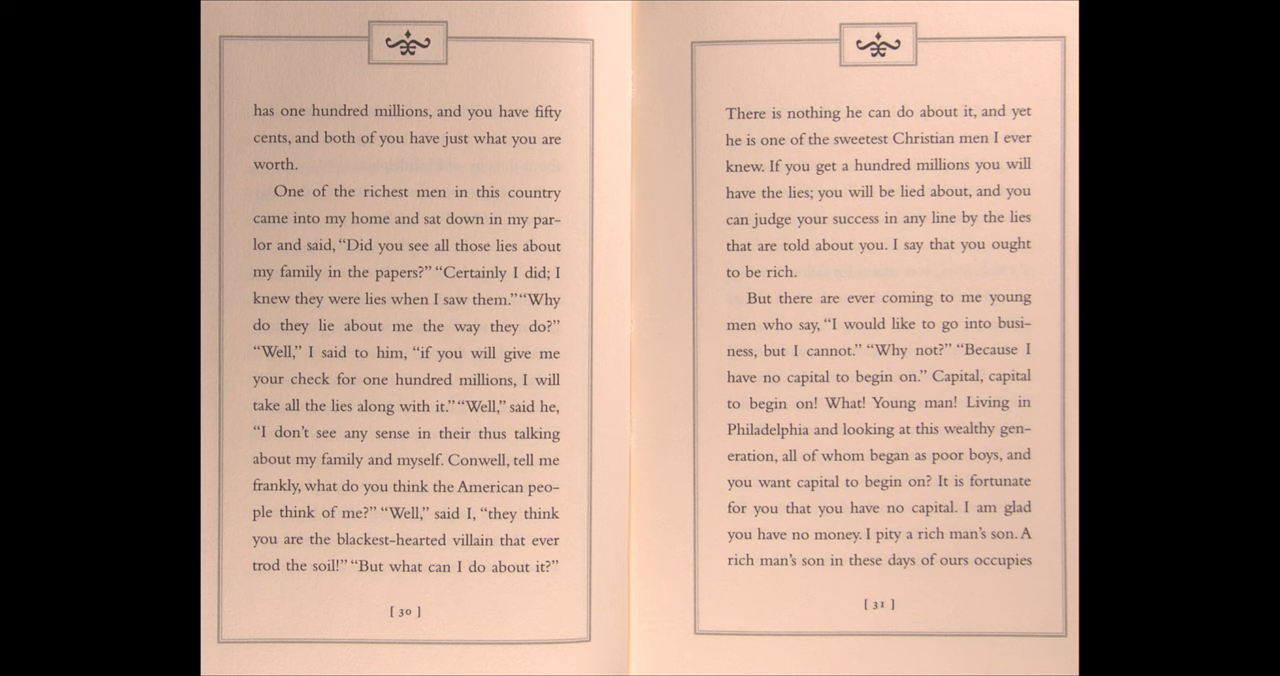 has one hundred millions, and you have fifty
cents, and both of you have just what you are
worth.
One of the richest men in this country
came into my home and sat down in my par-
lor and said, “Did you see all those lies about
my family in the papers?” “Certainly I did; I
knew they were lies when I saw them.” “Why
do they lie about me the way they do?”
“Well,” I said to him, “if you will give me
your check for one hundred millions, I will
take all the lies along with it.” “Well,” said he,
“I don’t see any sense in their thus talking
about my family and myself. Conwell, tell me
frankly, what do you think the American peo-
ple think of me?” “Well,” said I, “they think
you are the blackest-hearted villain that ever
trod the soil!” “But what can I do about it?”
[ 30 ]
There is nothing he can do about it, and yet
he is one of the sweetest Christian men I ever
knew. If you get a hundred millions you will
have the lies; you will be lied about, and you
can judge your success in any line by the lies
that are told about you. I say that you ought
to be rich.
But there are ever coming to me young
men who say, “I would like to go into busi-
ness, but I cannot.” “Why not?” “Because I
have no capital to begin on.” Capital, capital
to begin on! What! Young man! Living in
Philadelphia and looking at this wealthy gen-
eration, all of whom began as poor boys, and
you want capital to begin on? It is fortunate
for you that you have no capital. I am glad
you have no money. I pity a rich man’s son. A
rich man’s son in these days of ours occupies
[ 31 ]